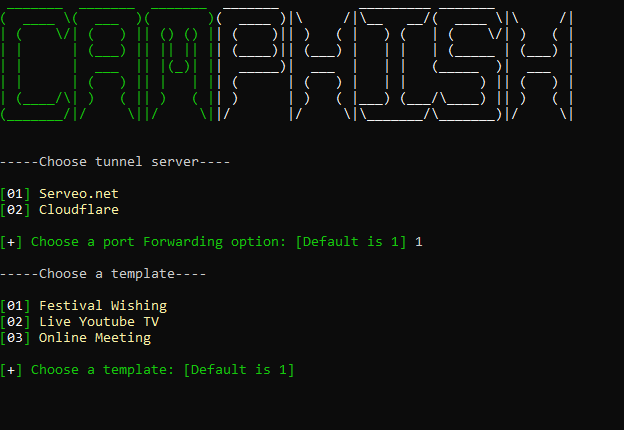 CAMPHISH
-----Choose tunnel server----
[01] Serveo.net
[02] Cloudflare
[+] Choose a port Forwarding option: [Default is 1] 1
-----Choose a template----
[01] Festival Wishing
[02] Live Youtube TV
[03] Online Meeting
[+] Choose a template: [Default is 1]